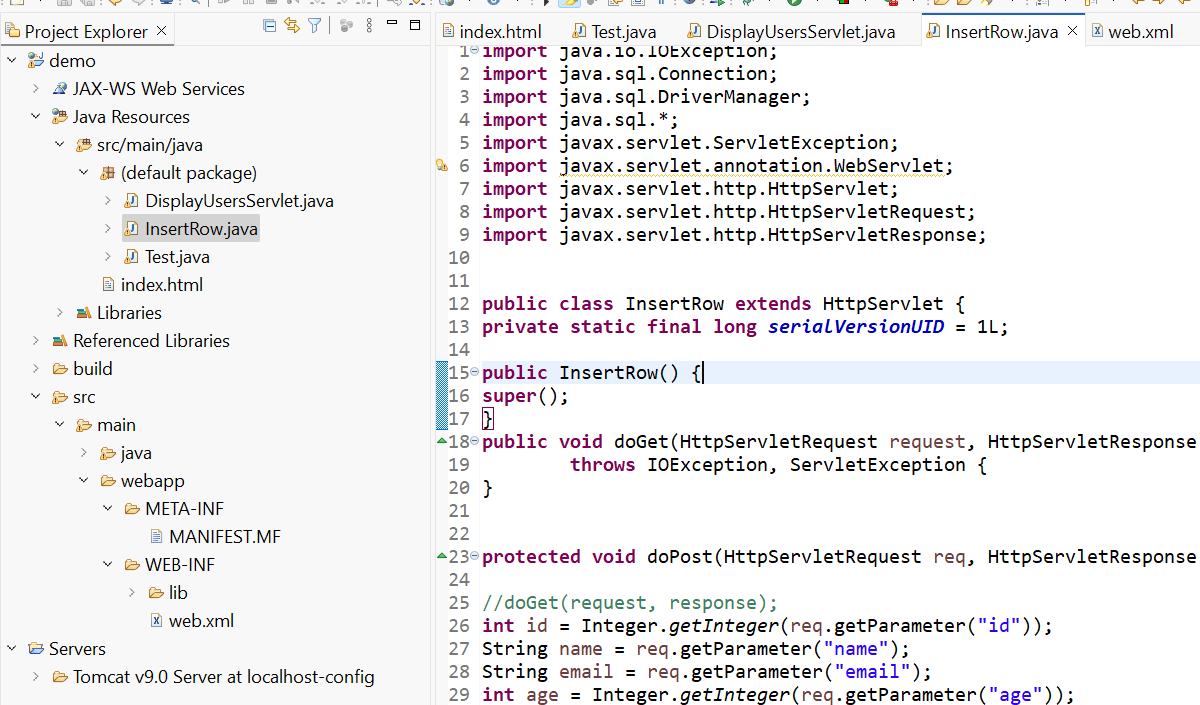 Project Explorer
demo
JAX-WS Web Services
Java Resources
src/main/java
(default package)
DisplayUsersServlet.java
InsertRow.java
Test.java
index.html
Libraries
Referenced Libraries
build
src
main
java
webapp
META-INF
MANIFEST.MF
WEB-INF
lib
web.xml
Servers
Tomcat v9.0 Server at localhost-config
index.html Test.java DisplayUsersServlet.java InsertRow.java web.xml
1 import java.io.IOException;
2 import java.sql.Connection;
3 import java.sql.DriverManager;
4 import java.sql.*;
5 import javax.servlet.ServletException;
6 import javax.servlet.annotation.WebServlet;
7 import javax.servlet.http.HttpServlet;
8 import javax.servlet.http.HttpServletRequest;
9 import javax.servlet.http.HttpServletResponse;
10
11
12 public class InsertRow extends HttpServlet {
13 private static final long serialVersionUID = 1L;
14
15 public InsertRow() {
16 super();
17 }
18 public void doGet(HttpServletRequest request, HttpServletResponse
19 throws IOException, ServletException {
20 }
21
22
23 protected void doPost(HttpServletRequest req, HttpServletResponse
24
25 //doGet(request, response);
26 int id = Integer.getInteger(req.getParameter("id"));
27 String name = req.getParameter("name");
28 String email = req.getParameter("email");
29 int age = Integer.getInteger(req.getParameter("age"));